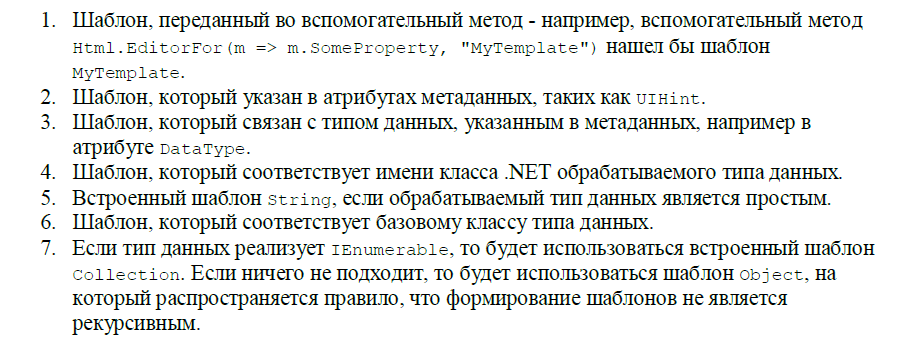 1. Шаблон, переданный во вспомогательный метод - например, вспомогательный метод
Html.EditorFor(m => m.SomeProperty, "MyTemplate") нашел бы шаблон
MyTemplate.
2. Шаблон, который указан в атрибутах метаданных, таких как UIHint.
3. Шаблон, который связан с типом данных, указанным в метаданных, например в
атрибуте DataType.
4. Шаблон, который соответствует имени класса .NET обрабатываемого типа данных.
5. Встроенный шаблон String, если обрабатываемый тип данных является простым.
6. Шаблон, который соответствует базовому классу типа данных.
7. Если тип данных реализует IEnumerable, то будет использоваться встроенный шаблон
Collection. Если ничего не подходит, то будет использоваться шаблон Object, на
который распространяется правило, что формирование шаблонов не является
рекурсивным.